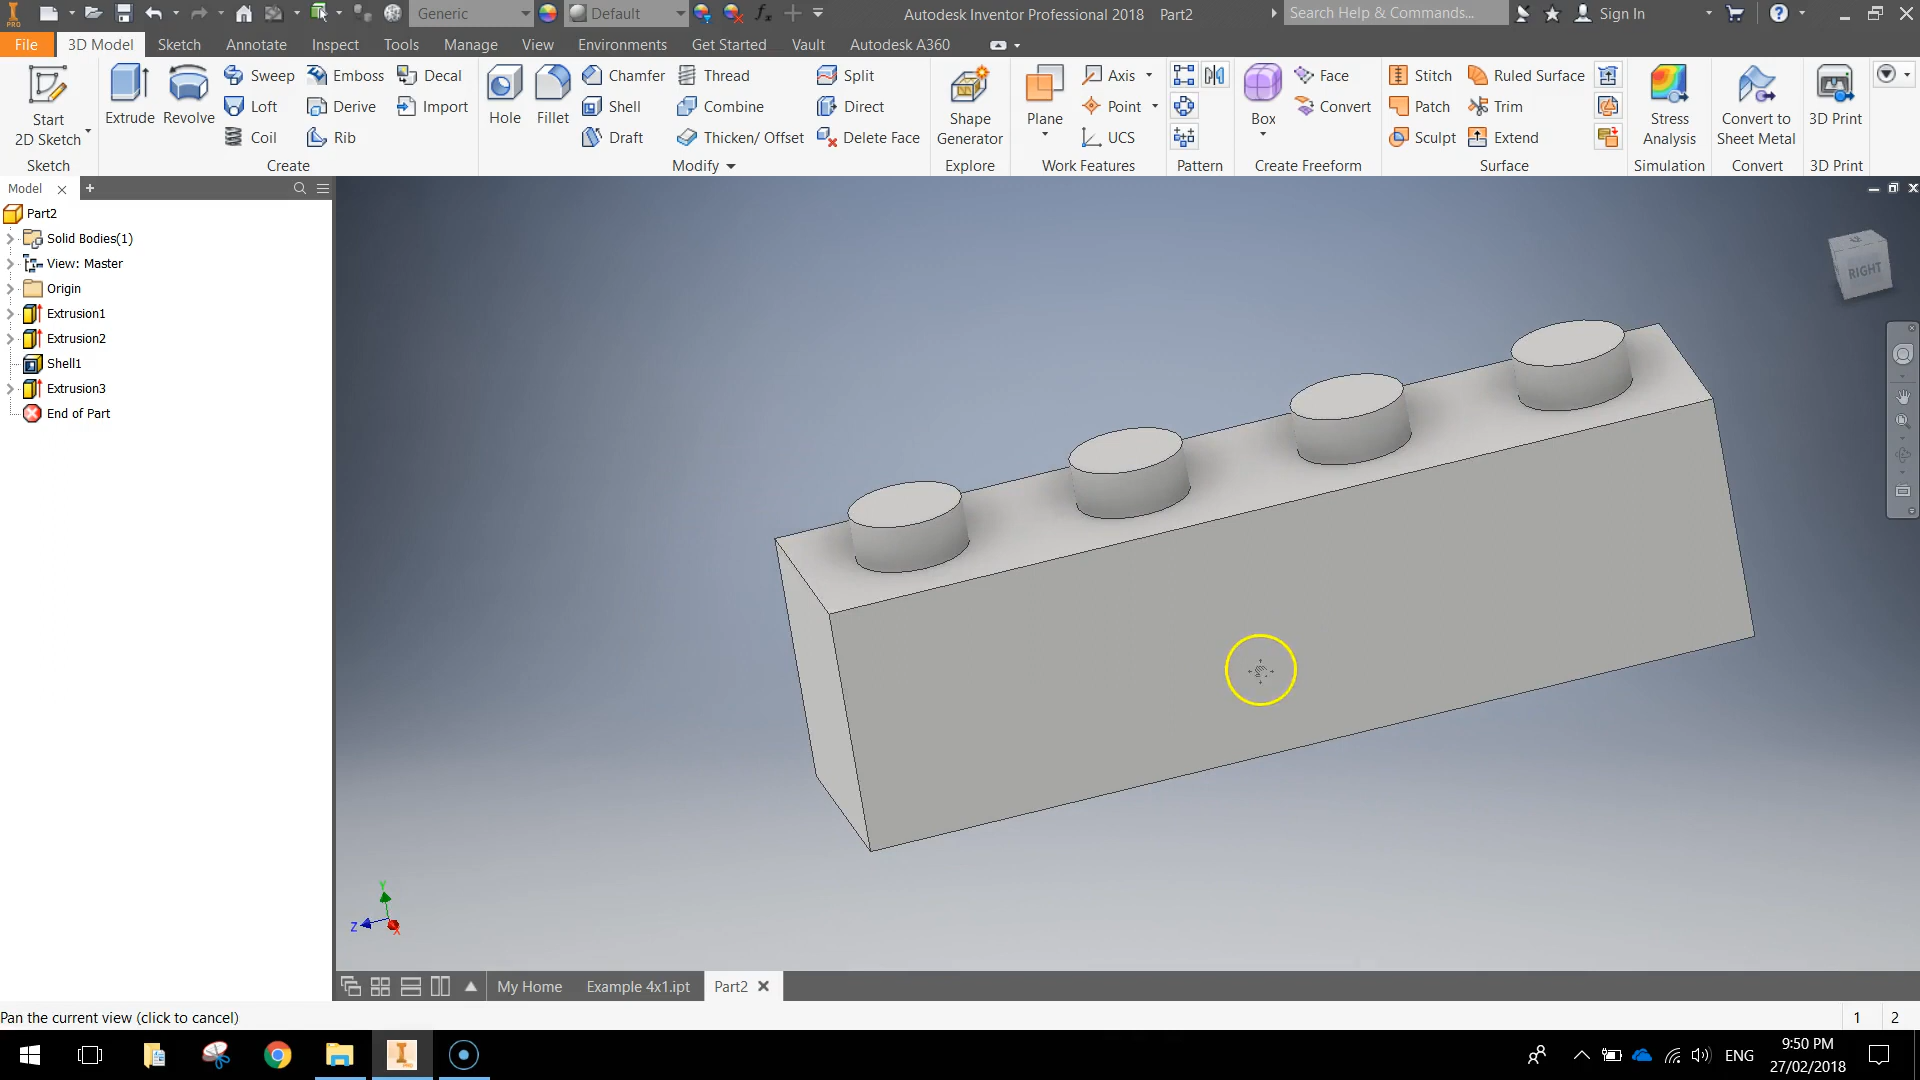 PRO
Generic
Default
Autodesk Inventor Professional 2018 Part2
Search Help & Commands...
Sign In
File 3D Model Sketch Annotate Inspect Tools Manage View Environments Get Started Vault Autodesk A360
Start
2D Sketch
Extrude
Revolve
Sweep
Loft
Coil
Emboss
Derive
Rib
Decal
Import
Hole
Fillet
Chamfer
Shell
Draft
Thread
Combine
Thicken/ Offset
Split
Direct
Delete Face
Shape
Generator
Plane
Axis
Point
UCS
Box
Face
Convert
Stitch
Patch
Sculpt
Ruled Surface
Trim
Extend
Stress
Analysis
Convert to
Sheet Metal
3D Print
Sketch Create Modify Explore Work Features Pattern Create Freeform Surface Simulation Convert 3D Print
Model
Part2
Solid Bodies(1)
View: Master
Origin
Extrusion1
Extrusion2
Shell1
Extrusion3
End of Part
RIGHT
Y
Z
X
My Home Example 4x1.ipt Part2
Pan the current view (click to cancel)
1 2
ENG
9:50 PM
27/02/2018